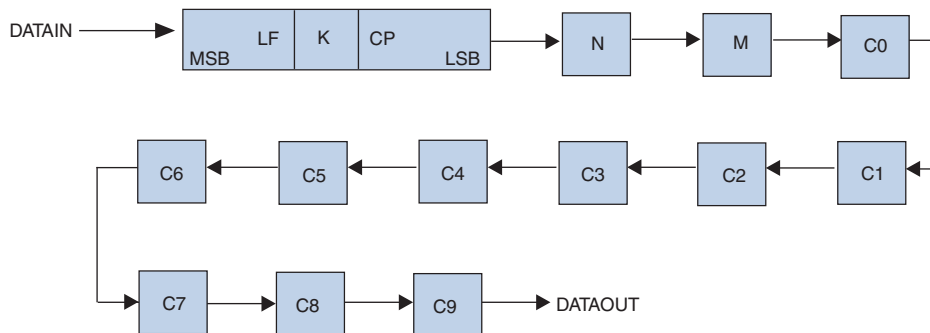 DATAIN
LF K CP
MSB LSB
N
M
C0
C6 C5 C4 C3 C2 C1
C7 C8 C9 DATAOUT